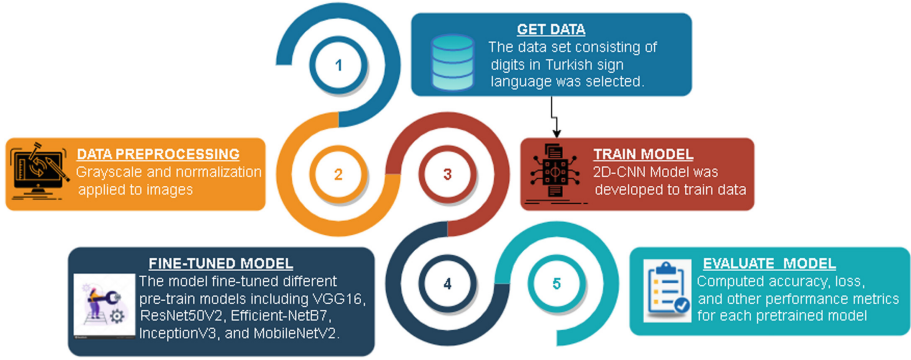 1
GET DATA
The data set consisting of
digits in Turkish sign
language was selected.
2
DATA PREPROCESSING
Grayscale and normalization
applied to images
3
TRAIN MODEL
2D-CNN Model was
developed to train data
4
FINE-TUNED MODEL
The model fine-tuned different
pre-train models including VGG16,
ResNet50V2, Efficient-NetB7,
InceptionV3, and MobileNetV2.
5
EVALUATE MODEL
Computed accuracy, loss,
and other performance metrics
for each pretrained model